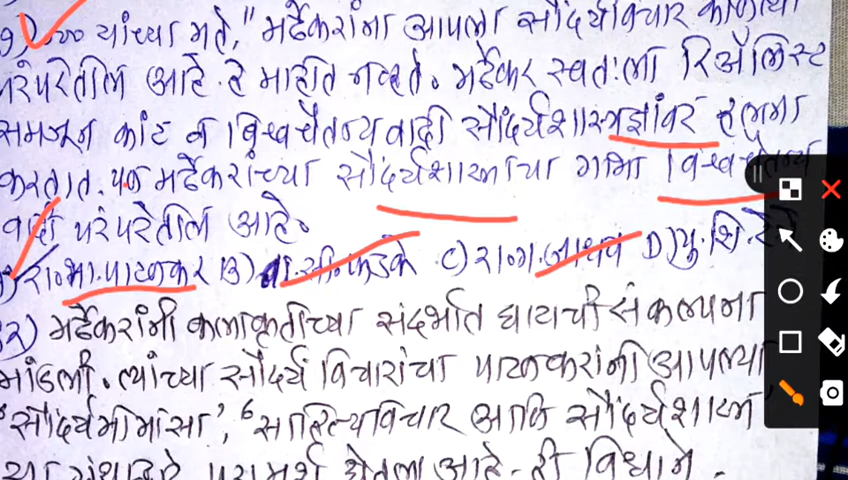 यांच्या मते," मर्ढेकरांना आपला सौंदर्यविचार
परंपरेतील आहे. हे माहीत नव्हते. मर्ढेकर स्वतःला रिॲलिस्ट
समजून कांट व विश्वचैतन्यवादी सौंदर्यशास्त्रज्ञांवर हल्ला
करतात. पण मर्ढेकरांच्या सौंदर्यशास्त्राचा गाभा विश्वचैतन्य
वादी परंपरेतील आहे.
रा.भा.पाटणकर B) ना.सी.फडके C) रा.ग.जाधव D) पु.शि.रेगे
२) मर्ढेकरांनी कलाकृतीच्या संदर्भात घाटाची संकल्पना
मांडली. त्यांच्या सौंदर्य विचारांचा पाटणकरांनी आपल्या
'सौंदर्यमीमांसा', 'साहित्यविचार आणि सौंदर्यशास्त्र'
परामर्श घेतला आहे. ही विधाने